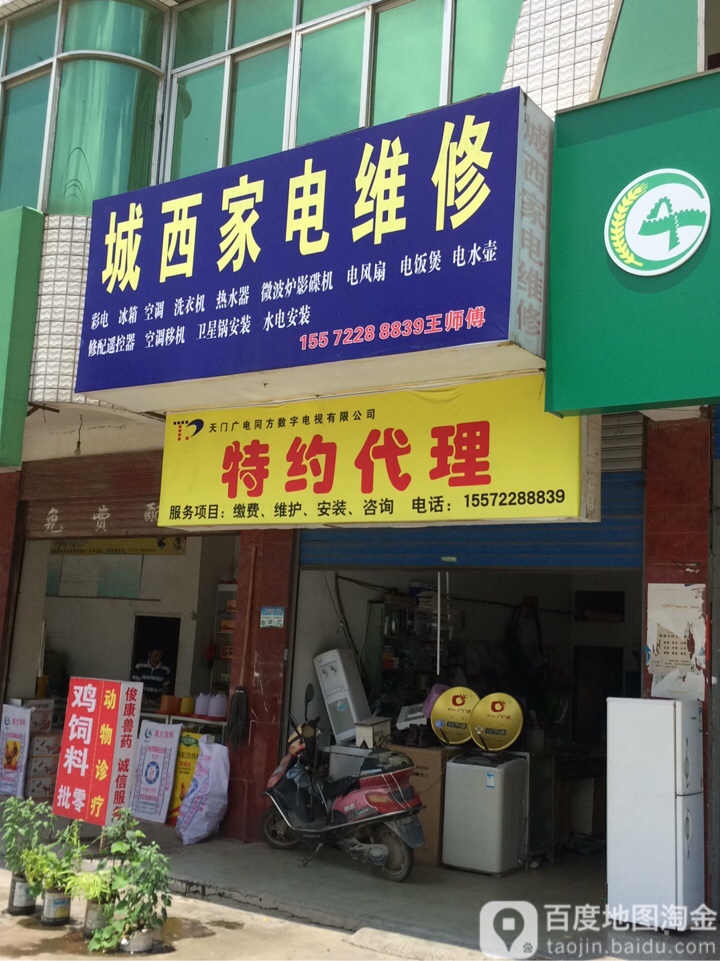 城西家电维修
彩电 冰箱 空调 洗衣机 热水器 微波炉影碟机 电风扇 电饭煲 电水壶
修配遥控器 空调移机 卫星锅安装 水电安装
155 7228 8839王师傅
城西家电维修
天门广电同方数字电视有限公司
特约代理
服务项目：缴费、维护、安装、咨询 电话：15572288839
免费配
鸡饲料
批零
动物诊疗
俊康兽药 诚信服务
百度地图淘金
taojin.baidu.com